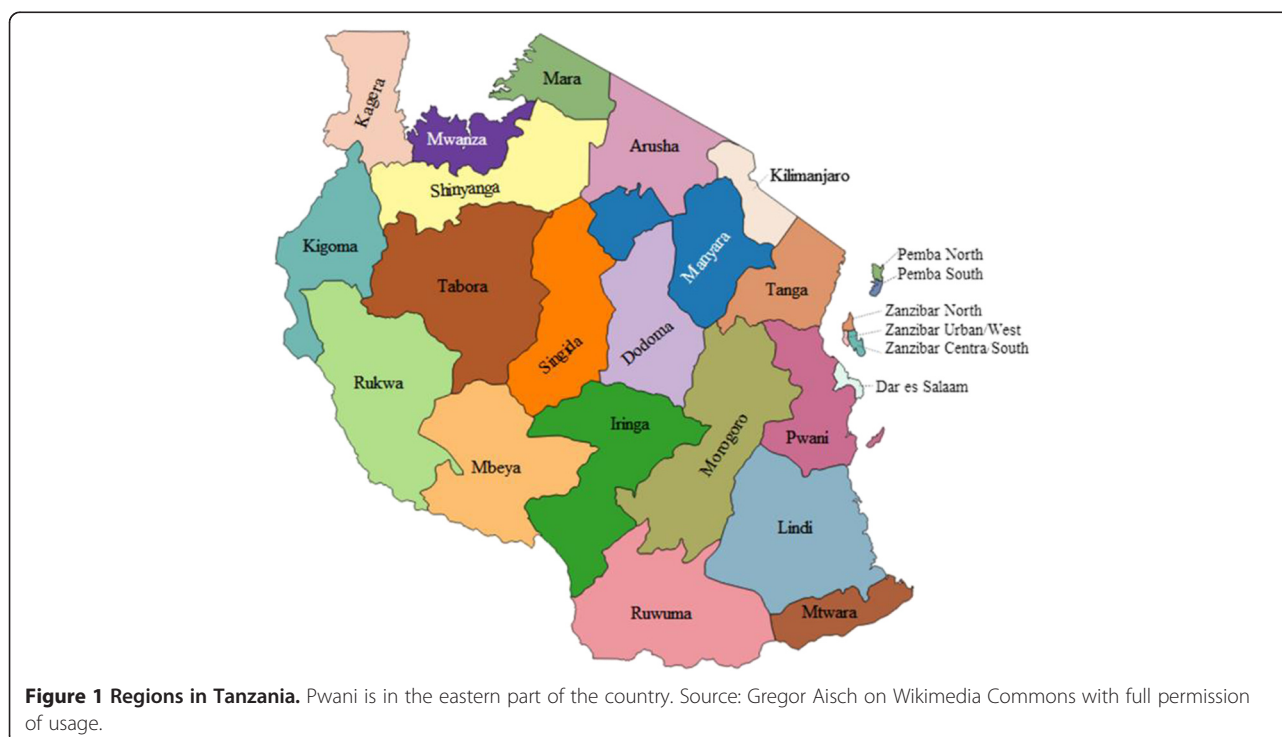 Mara
Kagera
Mwanza
Arusha
Kilimanjaro
Shinyanga
Kigoma
Manyara
Pemba North
Pemba South
Tabora
Tanga
Zanzibar North
Zanzibar Urban/West
Zanzibar Centra/South
Singida
Dodoma
Rukwa
Dar es Salaam
Iringa
Morogoro
Pwani
Mbeya
Lindi
Ruwuma
Mtwara
Figure 1 Regions in Tanzania. Pwani is in the eastern part of the country. Source: Gregor Aisch on Wikimedia Commons with full permission
of usage.